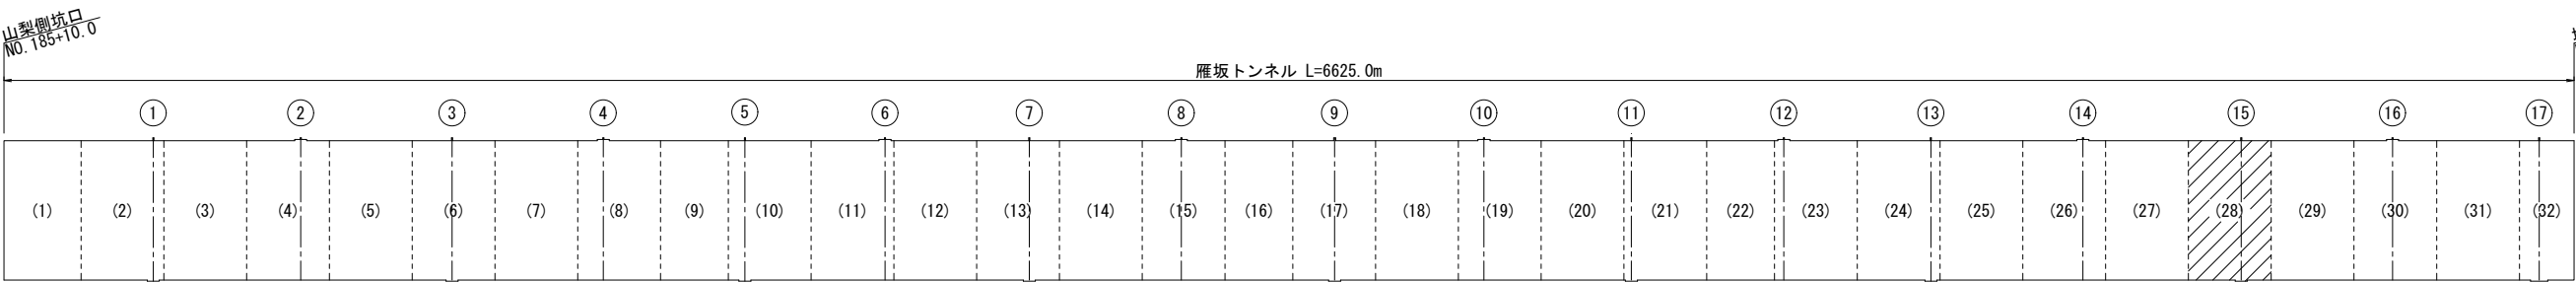 山梨側坑口
NO.185+10.0
雁坂トンネル L=6625.0m
1 2 3 4 5 6 7 8 9 10 11 12 13 14 15 16 17
(1) (2) (3) (4) (5) (6) (7) (8) (9) (10) (11) (12) (13) (14) (15) (16) (17) (18) (19) (20) (21) (22) (23) (24) (25) (26) (27) (28) (29) (30) (31) (32)